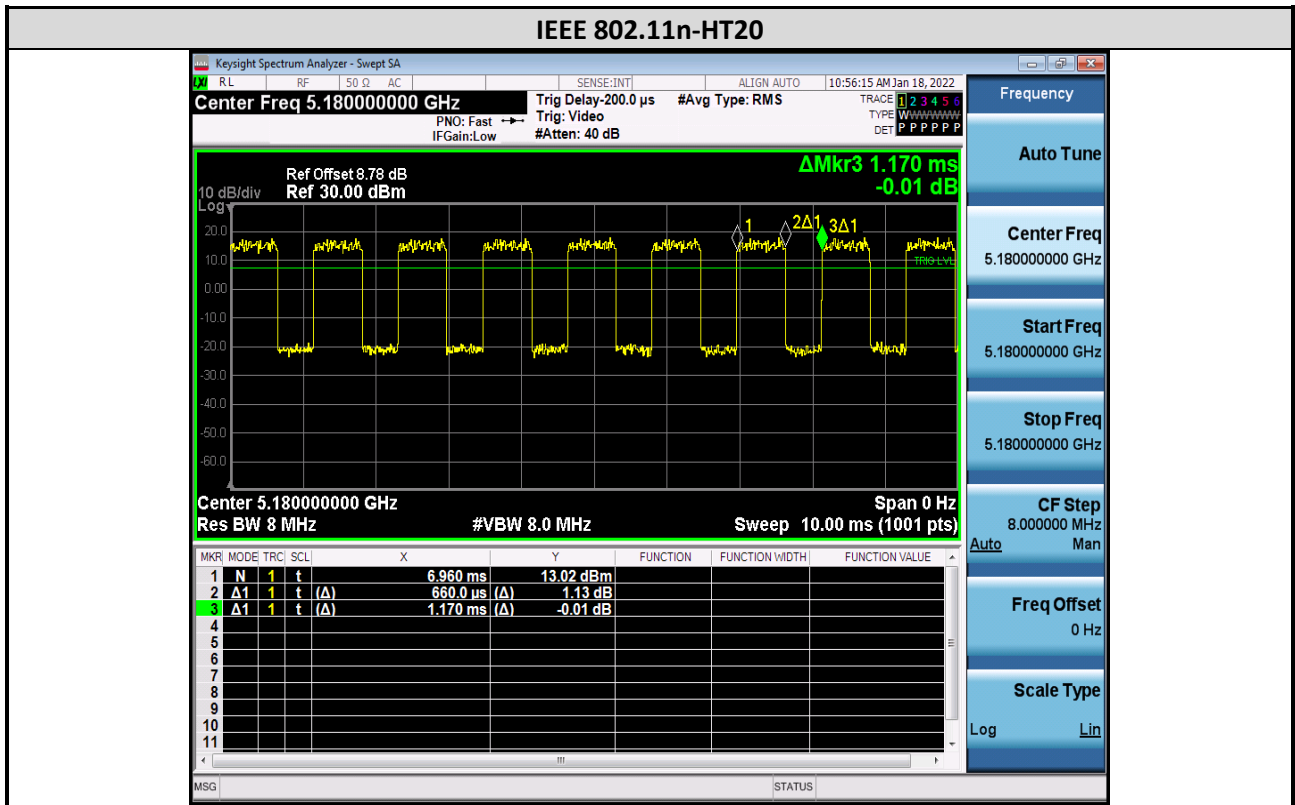 IEEE 802.11n-HT20
Keysight Spectrum Analyzer - Swept SA
LXI RL RF 50 Ω AC SENSE:INT ALIGN AUTO 10:56:15 AM Jan 18, 2022
Center Freq 5.180000000 GHz
PNO: Fast
IFGain:Low
Trig Delay-200.0 µs
Trig: Video
#Atten: 40 dB
#Avg Type: RMS
TRACE 1 2 3 4 5 6
TYPE WWWWWW
DET P P P P P P
ΔMkr3 1.170 ms
-0.01 dB
Ref Offset 8.78 dB
10 dB/div Ref 30.00 dBm
Log
20.0
10.0
0.00
-10.0
-20.0
-30.0
-40.0
-50.0
-60.0
1 2Δ1 3Δ1
TRIG LVL
Center 5.180000000 GHz Span 0 Hz
Res BW 8 MHz #VBW 8.0 MHz Sweep 10.00 ms (1001 pts)
MKR MODE TRC SCL X Y FUNCTION FUNCTION WIDTH FUNCTION VALUE
1 N 1 t 6.960 ms 13.02 dBm
2 Δ1 1 t (Δ) 660.0 µs (Δ) 1.13 dB
3 Δ1 1 t (Δ) 1.170 ms (Δ) -0.01 dB
4
5
6
7
8
9
10
11
MSG STATUS
Frequency
Auto Tune
Center Freq
5.180000000 GHz
Start Freq
5.180000000 GHz
Stop Freq
5.180000000 GHz
CF Step
8.000000 MHz
Auto Man
Freq Offset
0 Hz
Scale Type
Log Lin